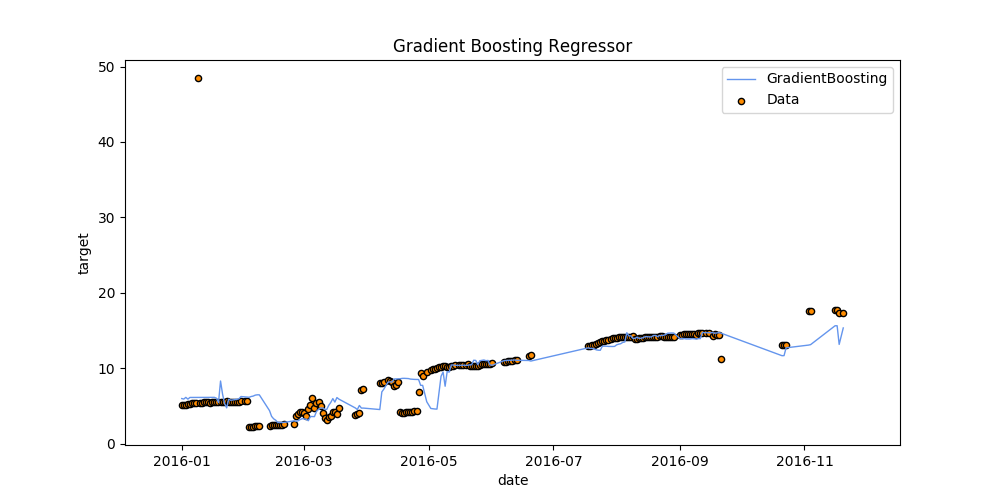 Gradient Boosting Regressor
GradientBoosting
Data
50
40
30
20
10
0
target
2016-01
2016-03
2016-05
2016-07
2016-09
2016-11
date